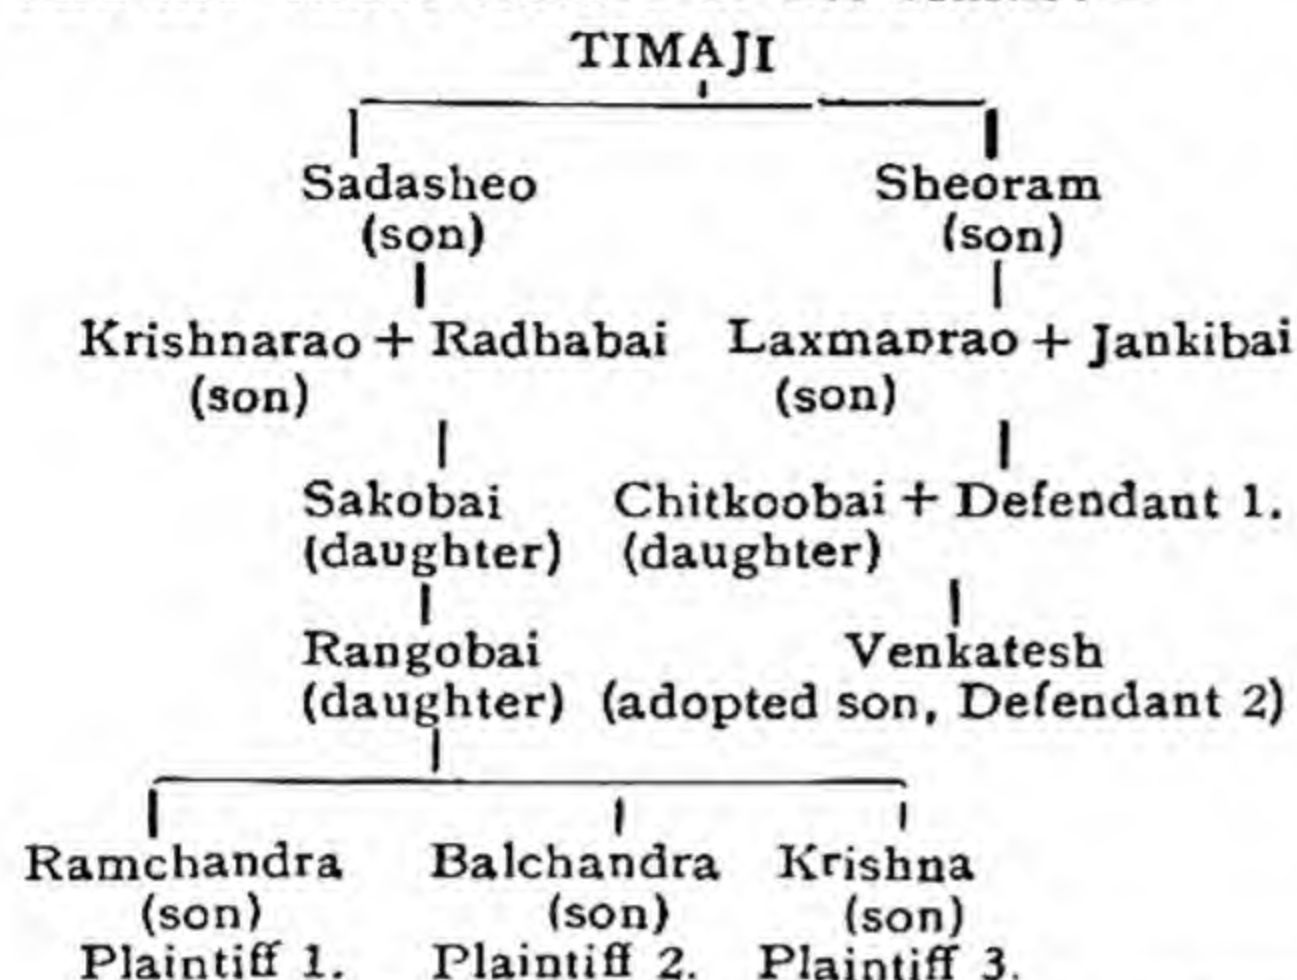 TIMAJI
Sadasheo Sheoram
(son) (son)
Krishnarao + Radhabai Laxmanrao + Jankibai
(son) (son)
Sakobai Chitkoobai + Defendant 1.
(daughter) (daughter)
Rangobai Venkatesh
(daughter) (adopted son, Defendant 2)
Ramchandra Balchandra Krishna
(son) (son) (son)
Plaintiff 1. Plaintiff 2. Plaintiff 3.